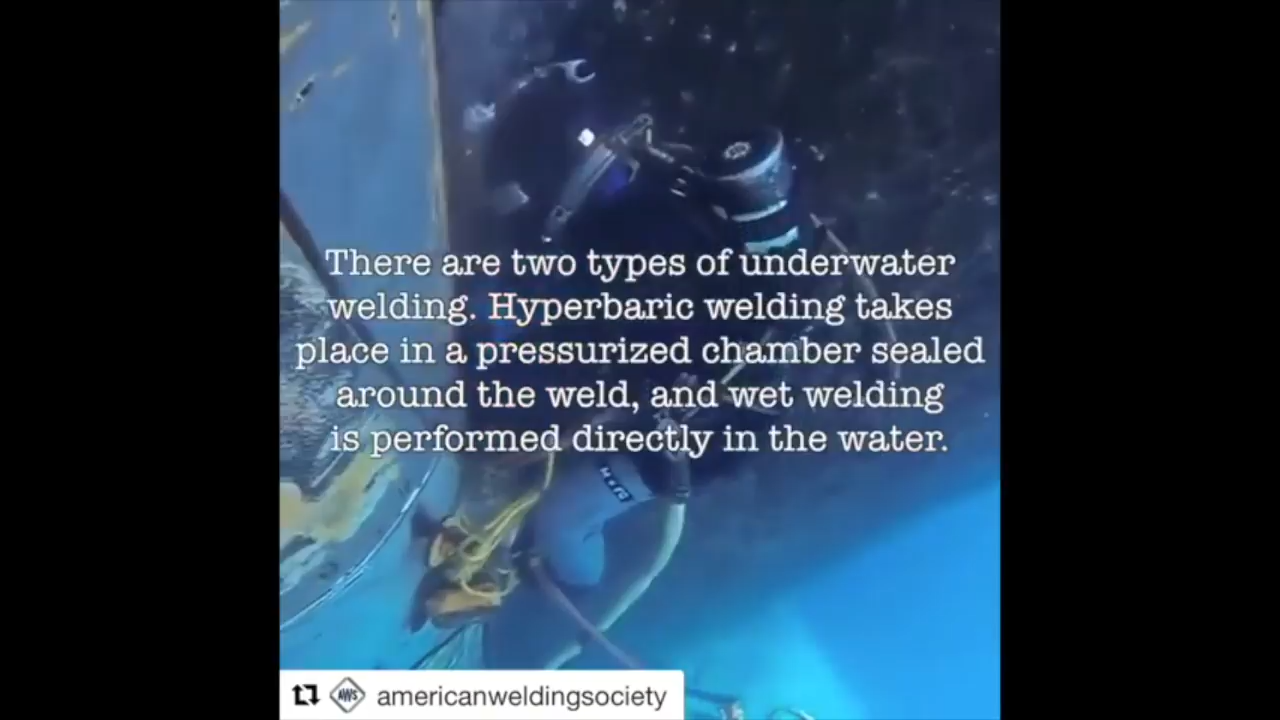 There are two types of underwater
welding. Hyperbaric welding takes
place in a pressurized chamber sealed
around the weld, and wet welding
is performed directly in the water.
AWS americanweldingsociety